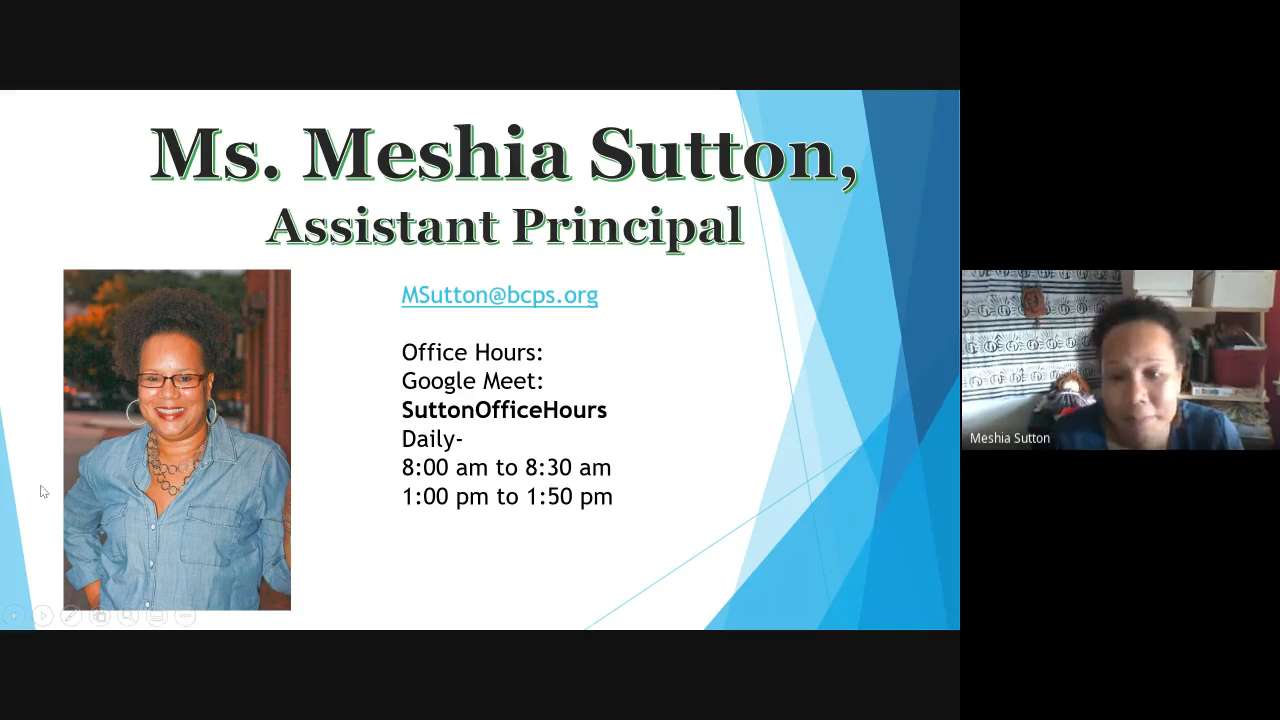 Ms. Meshia Sutton,
Assistant Principal
MSutton@bcps.org
Office Hours:
Google Meet:
SuttonOfficeHours
Daily-
8:00 am to 8:30 am
1:00 pm to 1:50 pm
Meshia Sutton